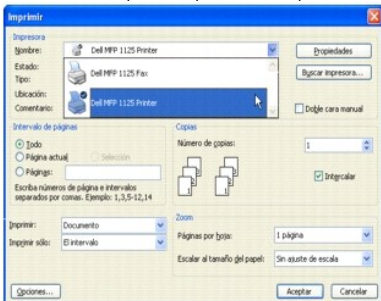 Imprimir
Impresora
Nombre: Dell MFP 1125 Printer Propiedades
Estado: Dell MFP 1125 Fax
Tipo: Buscar impresora...
Ubicación: Dell MFP 1125 Printer
Comentario: Doble cara manual
Intervalo de páginas Copias
Todo Número de copias: 1
Página actual Selección
Páginas: Intercalar
Escriba números de página e intervalos
separados por comas. Ejemplo: 1,3,5-12,14
Imprimir: Documento Zoom
Imprimir sólo: El intervalo Páginas por hoja: 1 página
Escalar al tamaño del papel: Sin ajuste de escala
Opciones... Aceptar Cancelar